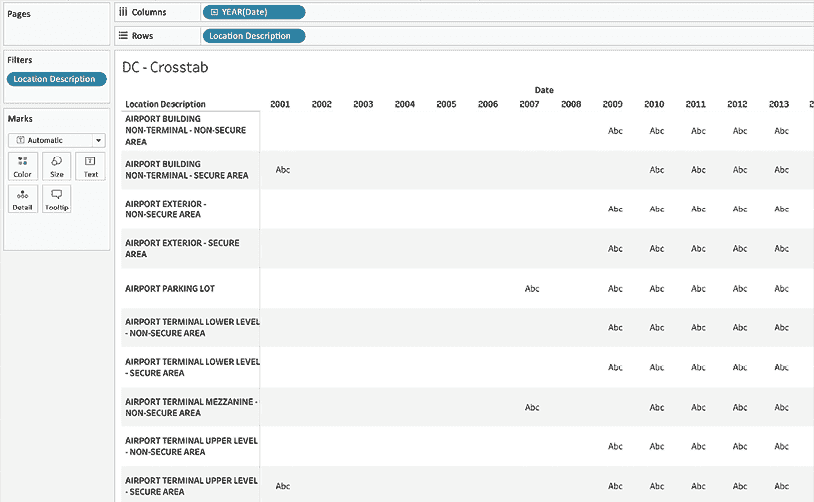 Pages
Columns
YEAR(Date)
Rows
Location Description
Filters
Location Description
Marks
Automatic
Color Size Text
Detail Tooltip
DC - Crosstab
Date
Location Description 2001 2002 2003 2004 2005 2006 2007 2008 2009 2010 2011 2012 2013 2
AIRPORT BUILDING
NON-TERMINAL - NON-SECURE Abc Abc Abc Abc Abc
AREA
AIRPORT BUILDING
NON-TERMINAL - SECURE AREA Abc Abc Abc Abc Abc
AIRPORT EXTERIOR -
NON-SECURE AREA Abc Abc Abc Abc Abc
AIRPORT EXTERIOR - SECURE
AREA Abc Abc Abc Abc Abc
AIRPORT PARKING LOT Abc Abc Abc Abc Abc Abc
AIRPORT TERMINAL LOWER LEVEL
- NON-SECURE AREA Abc Abc Abc Abc Abc
AIRPORT TERMINAL LOWER LEVEL
- SECURE AREA Abc Abc Abc Abc Abc
AIRPORT TERMINAL MEZZANINE -
NON-SECURE AREA Abc Abc Abc Abc Abc
AIRPORT TERMINAL UPPER LEVEL
- NON-SECURE AREA Abc Abc Abc Abc Abc
AIRPORT TERMINAL UPPER LEVEL
- SECURE AREA Abc Abc Abc Abc Abc Abc